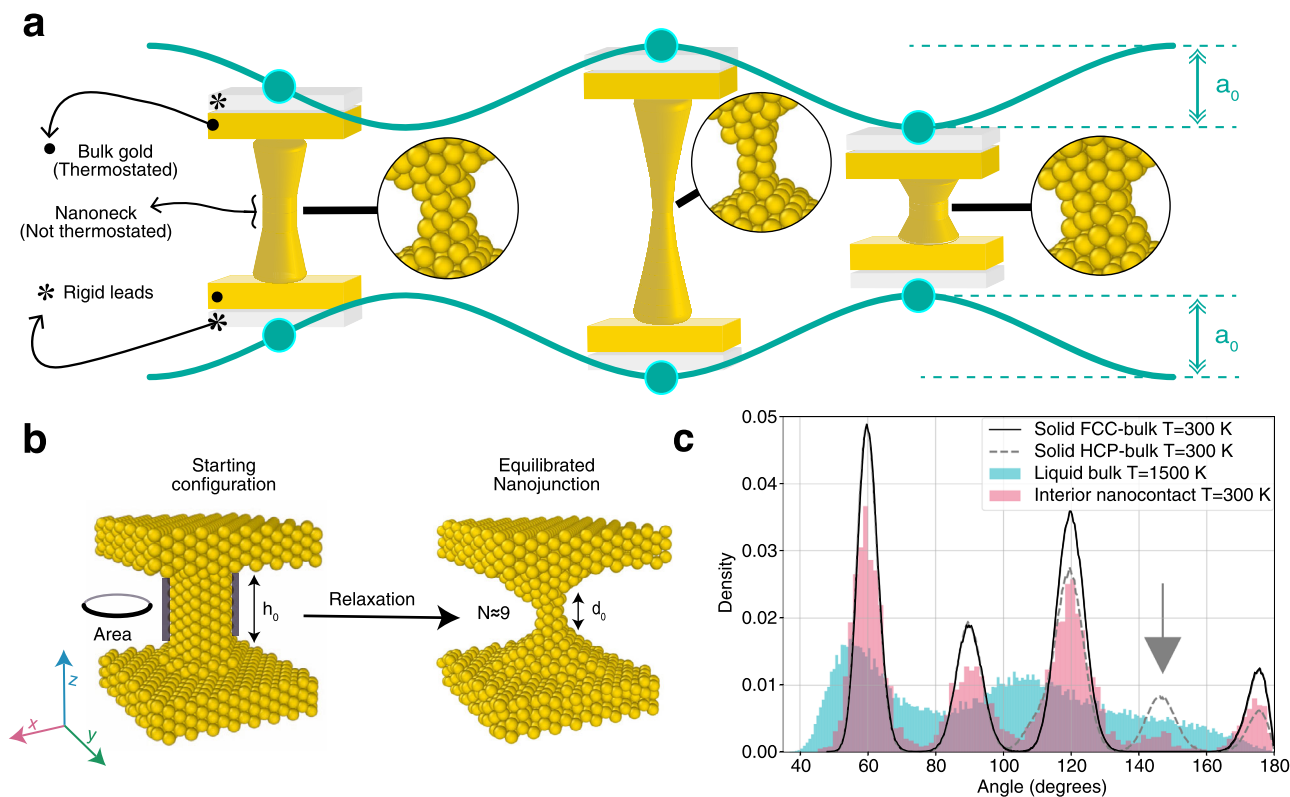 a
a₀
*
Bulk gold
(Thermostated)
Nanoneck
(Not thermostated)
* Rigid leads
*
a₀
b
Starting
configuration
Equilibrated
Nanojunction
h₀
Relaxation
N≈9
d₀
Area
z
x
y
c
0.05
0.04
0.03
0.02
0.01
0.00
Density
Solid FCC-bulk T=300 K
Solid HCP-bulk T=300 K
Liquid bulk T=1500 K
Interior nanocontact T=300 K
40 60 80 100 120 140 160 180
Angle (degrees)